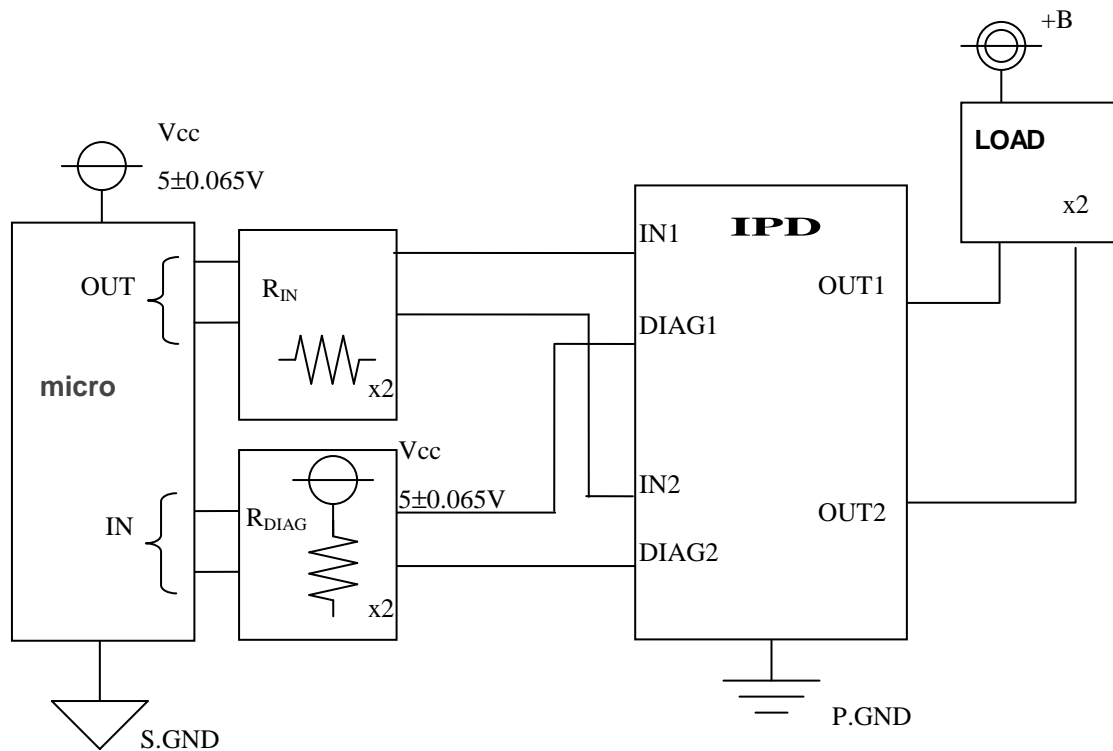 +B
Vcc
5±0.065V
LOAD
x2
IPD
IN1
OUT
R_IN
OUT1
DIAG1
micro
x2
Vcc
5±0.065V
IN2
OUT2
IN
R_DIAG
DIAG2
x2
S.GND
P.GND